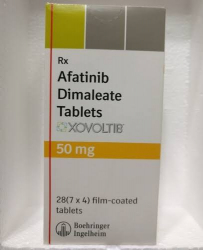 Rx
Afatinib
Dimaleate
Tablets
XOVOLTIB
50 mg
28(7 x 4) film-coated
tablets
Boehringer
Ingelheim